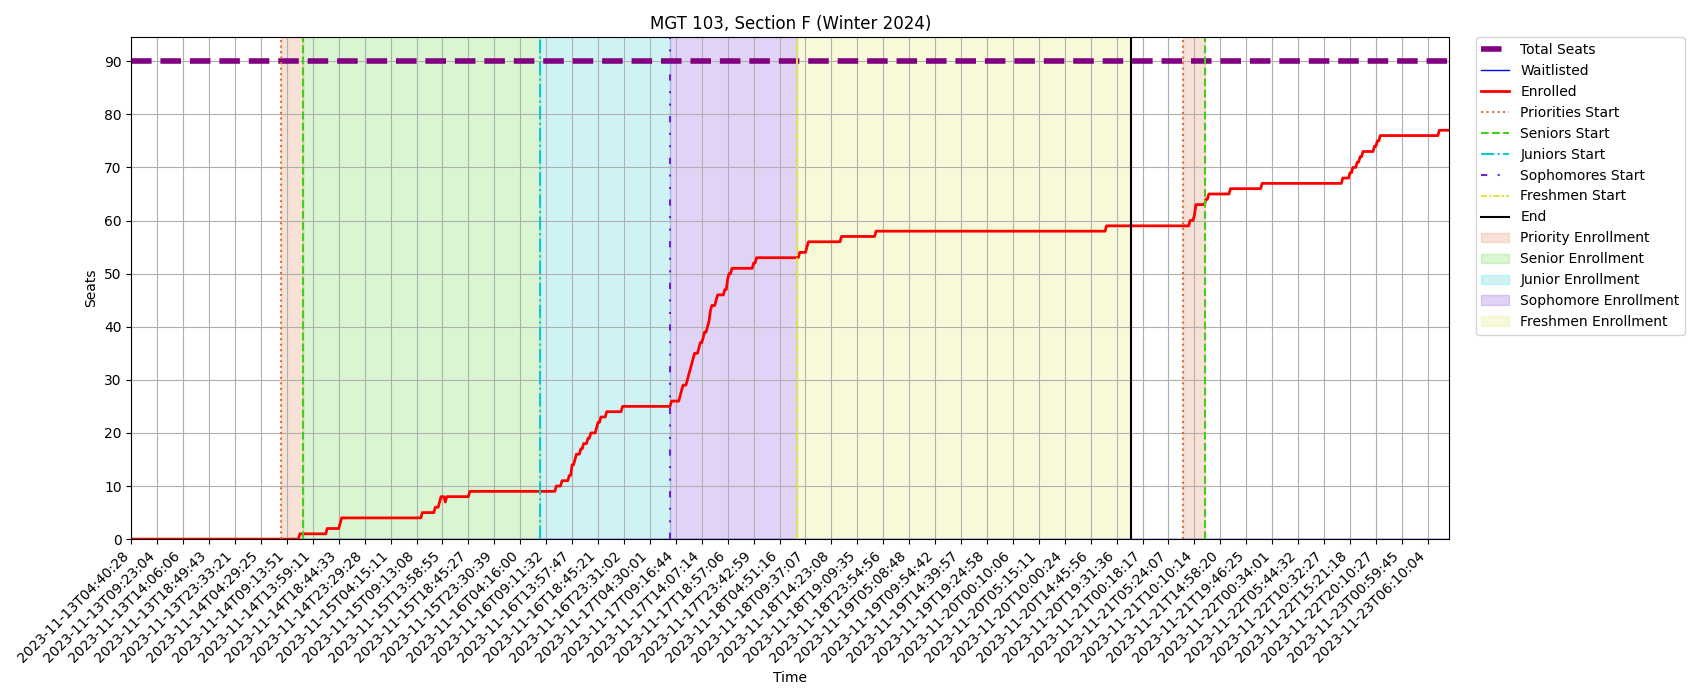 MGT 103, Section F (Winter 2024)
Seats
90
80
70
60
50
40
30
20
10
0
2023-11-13T04:40:28
2023-11-13T09:23:04
2023-11-13T14:06:06
2023-11-13T18:49:43
2023-11-13T23:33:21
2023-11-14T04:29:25
2023-11-14T09:13:51
2023-11-14T13:59:11
2023-11-14T18:44:33
2023-11-14T23:29:28
2023-11-15T04:15:11
2023-11-15T09:13:08
2023-11-15T13:58:55
2023-11-15T18:45:27
2023-11-15T23:30:39
2023-11-16T04:16:00
2023-11-16T09:11:32
2023-11-16T13:57:47
2023-11-16T18:45:21
2023-11-16T23:31:02
2023-11-17T04:30:01
2023-11-17T09:16:44
2023-11-17T14:07:14
2023-11-17T18:57:06
2023-11-17T23:42:59
2023-11-18T04:51:16
2023-11-18T09:37:07
2023-11-18T14:23:08
2023-11-18T19:09:35
2023-11-18T23:54:56
2023-11-19T05:08:48
2023-11-19T09:54:42
2023-11-19T14:39:57
2023-11-19T19:24:58
2023-11-20T00:10:06
2023-11-20T05:15:11
2023-11-20T10:00:24
2023-11-20T14:45:56
2023-11-20T19:31:36
2023-11-21T00:18:17
2023-11-21T05:24:07
2023-11-21T10:10:14
2023-11-21T14:58:20
2023-11-21T19:46:25
2023-11-22T00:34:01
2023-11-22T05:44:32
2023-11-22T10:32:27
2023-11-22T15:21:18
2023-11-22T20:10:27
2023-11-23T00:59:45
2023-11-23T06:10:04
Time
Total Seats
Waitlisted
Enrolled
Priorities Start
Seniors Start
Juniors Start
Sophomores Start
Freshmen Start
End
Priority Enrollment
Senior Enrollment
Junior Enrollment
Sophomore Enrollment
Freshmen Enrollment